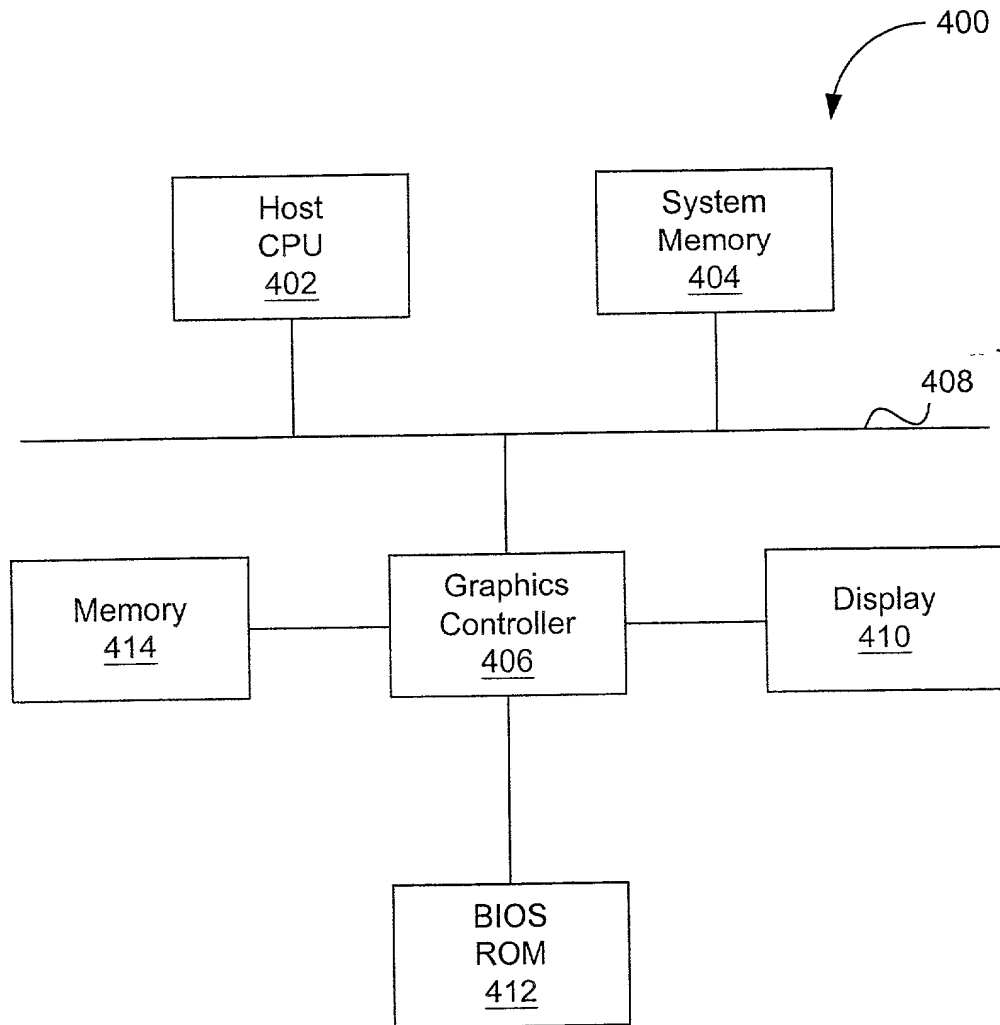 400
Host
CPU
402
System
Memory
404
408
Memory
414
Graphics
Controller
406
Display
410
BIOS
ROM
412